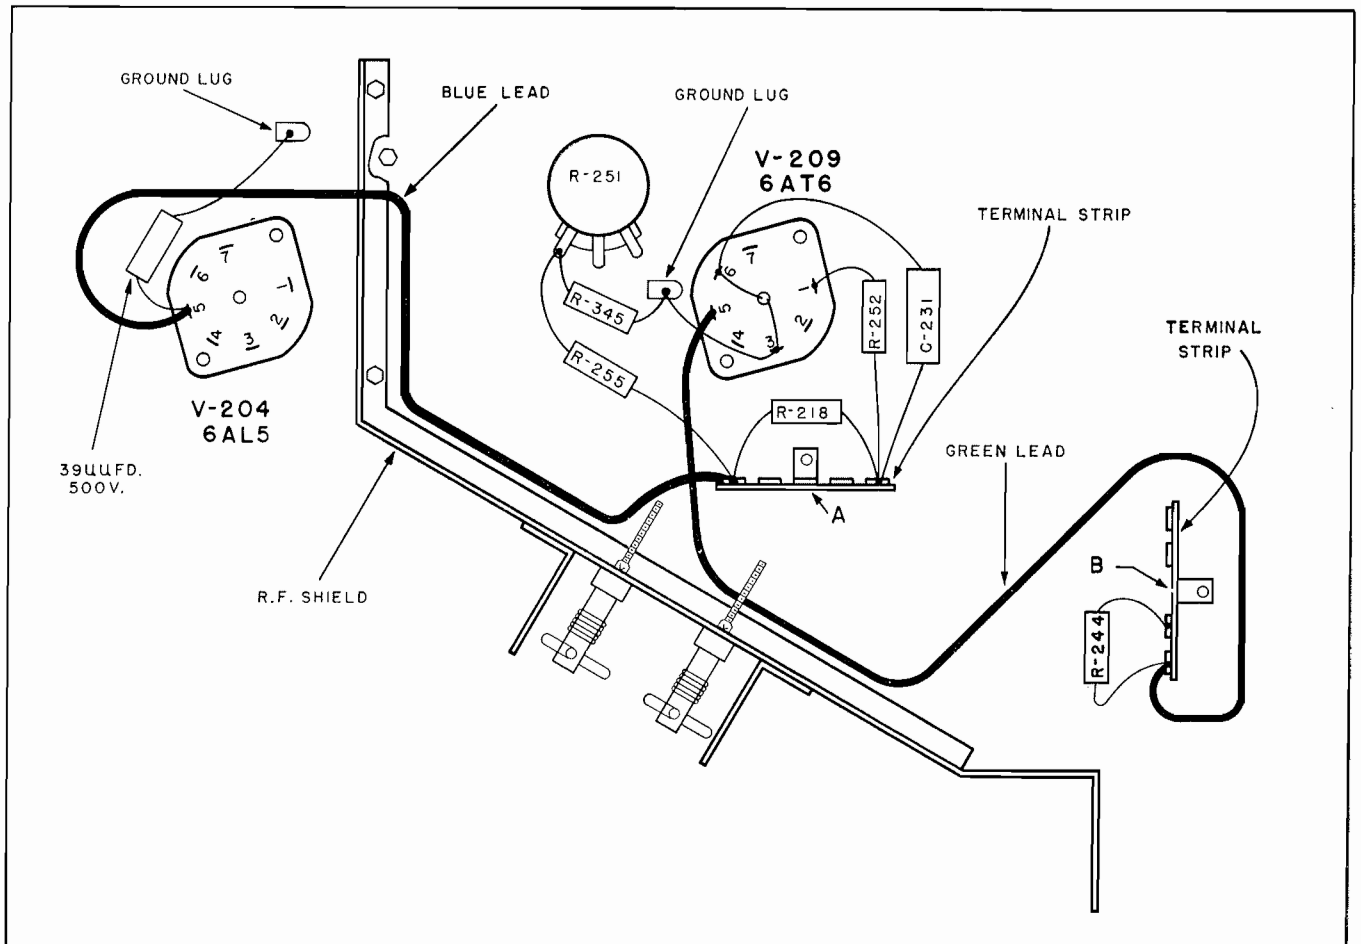 GROUND LUG
BLUE LEAD
GROUND LUG
V-209
6AT6
R-251
TERMINAL STRIP
7
6
5
4
3
2
1
V-204
6AL5
39UUFD.
500V.
R-345
R-255
7
6
5
4
3
2
1
R-252
C-231
R-218
A
GREEN LEAD
TERMINAL
STRIP
B
R-244
R.F. SHIELD